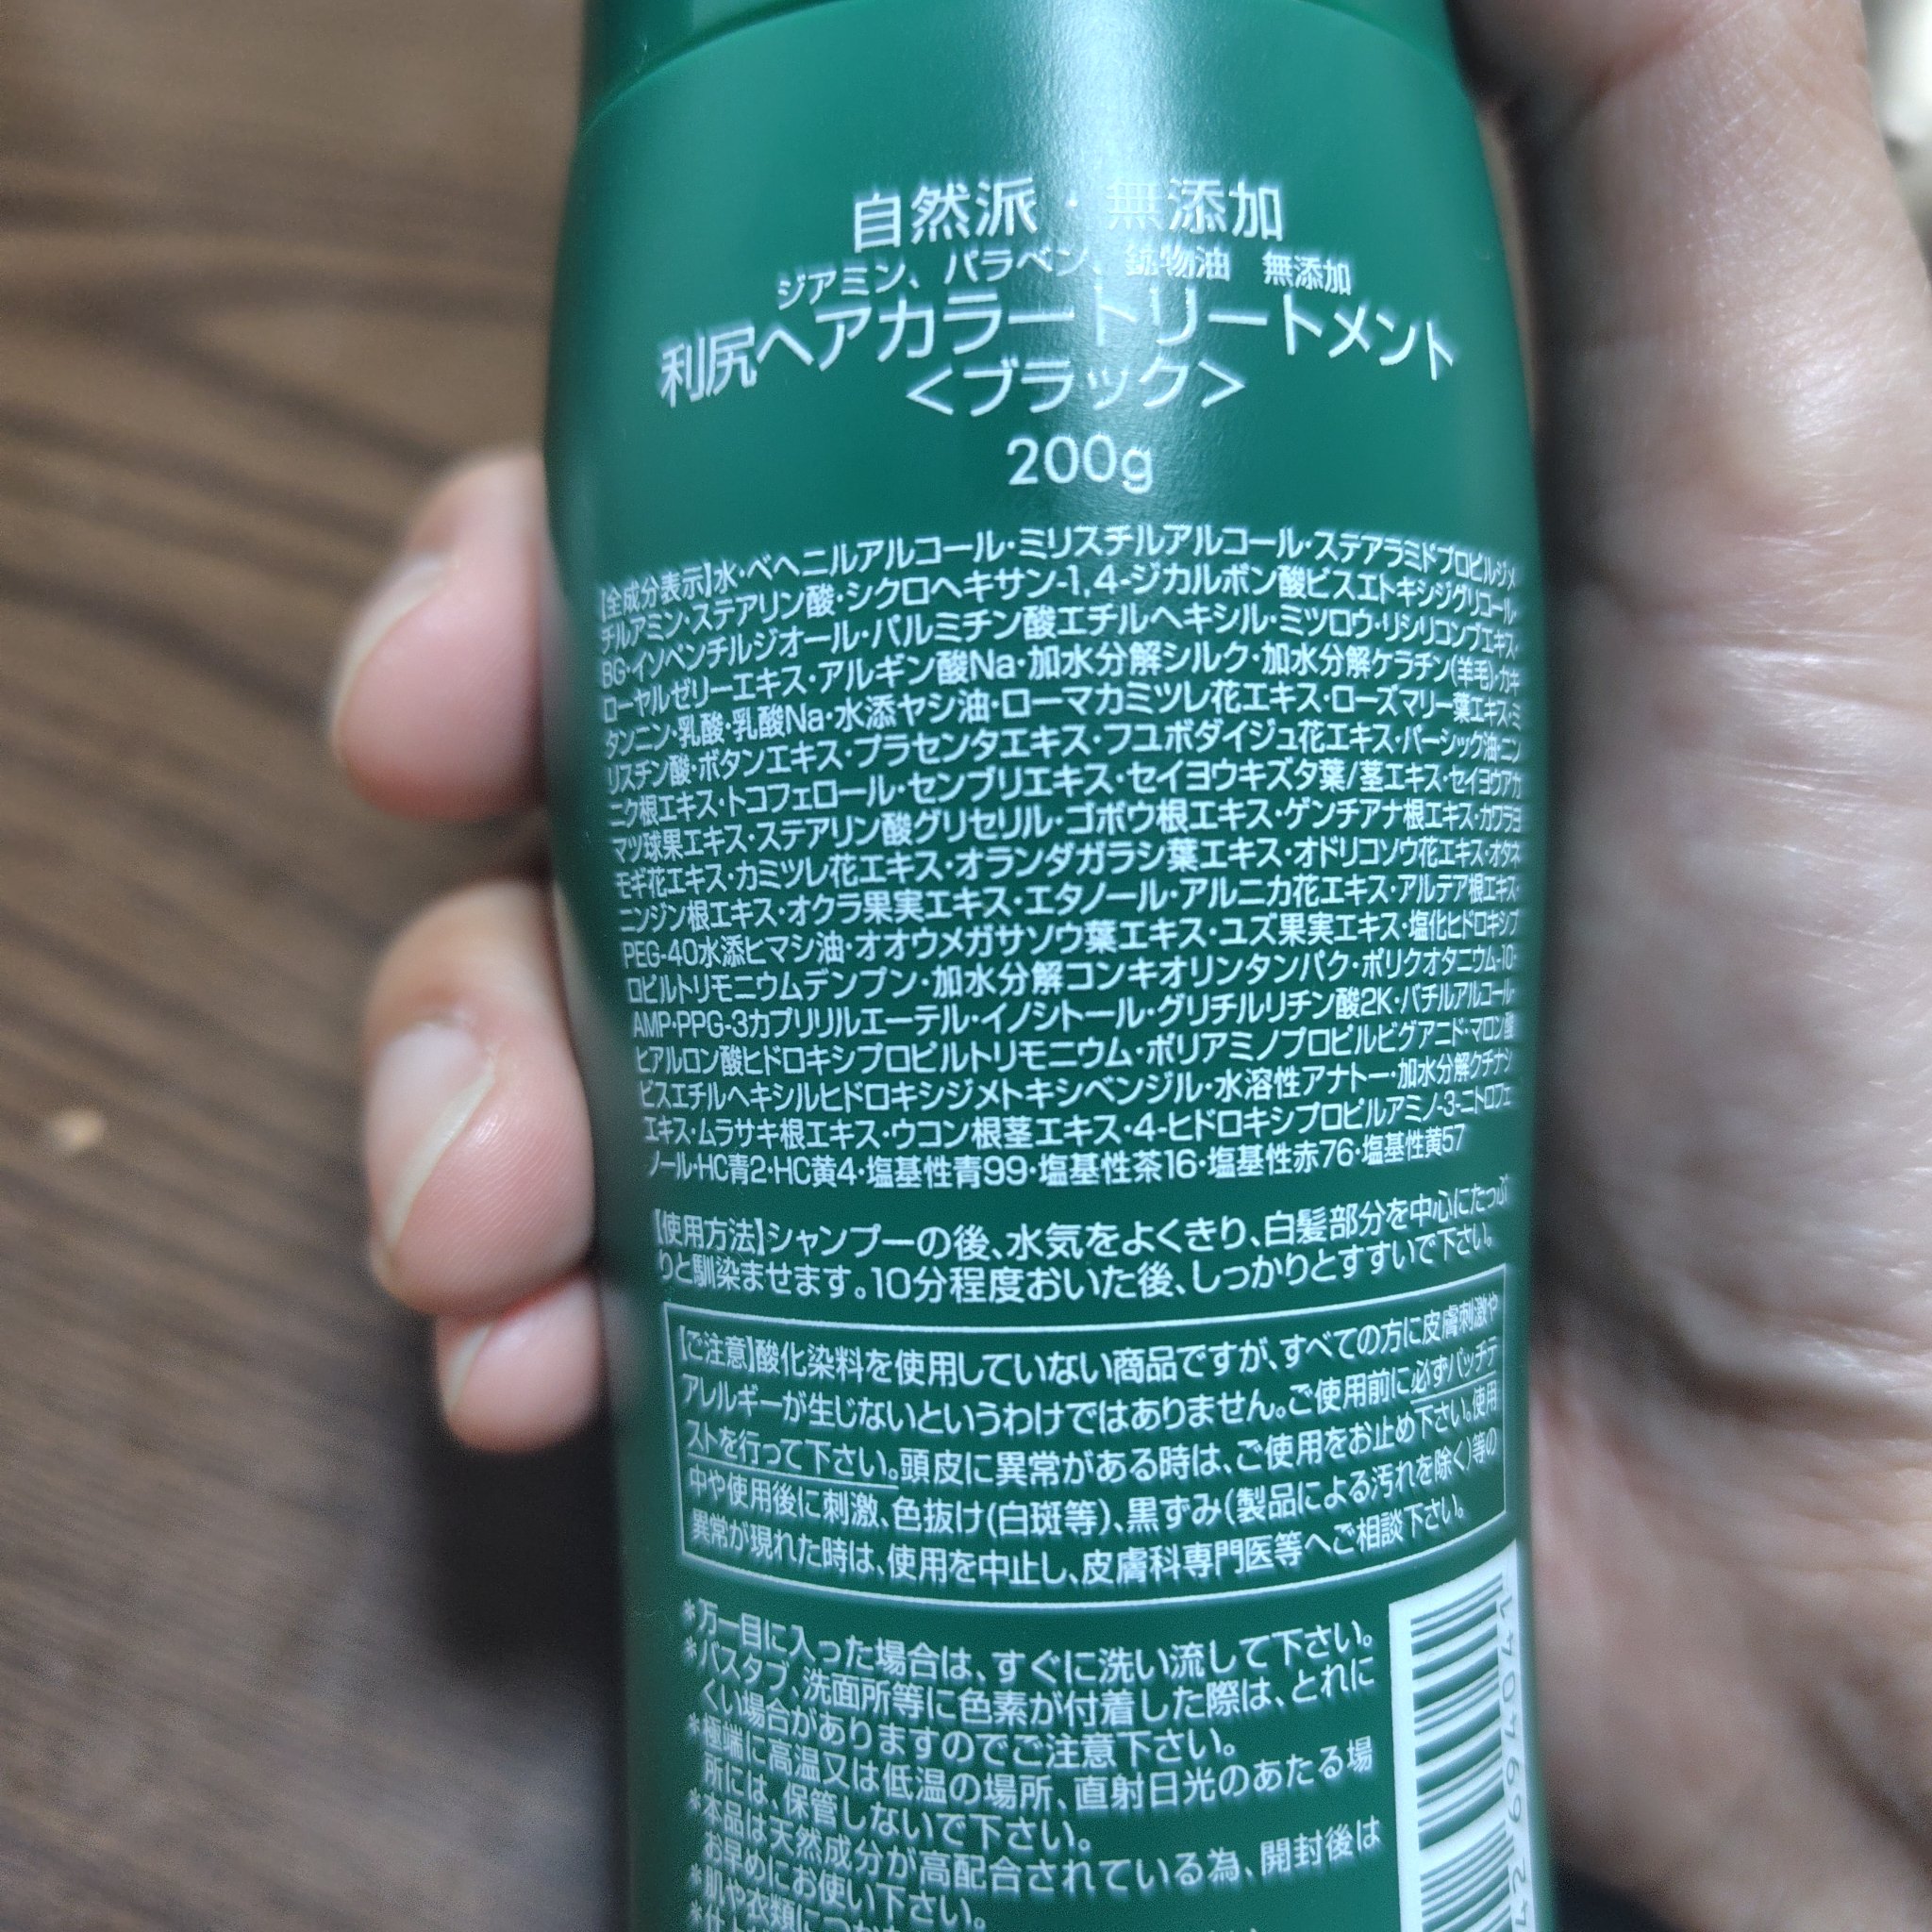 自然派・無添加
ジアミン、パラベン、鉱物油　無添加
利尻ヘアカラートリートメント
<ブラック>
200g
【全成分表示】水・ベヘニルアルコール・ミリスチルアルコール・ステアラミドプロピルジメ
チルアミン・ステアリン酸・シクロヘキサン-1,4-ジカルボン酸ビスエトキシジグリコール・
BG・イソペンチルジオール・パルミチン酸エチルヘキシル・ミツロウ・リシリコンブエキス・
ローヤルゼリーエキス・アルギン酸Na・加水分解シルク・加水分解ケラチン(羊毛)・カキ
タンニン・乳酸・乳酸Na・水添ヤシ油・ローマカミツレ花エキス・ローズマリー葉エキス・ミ
リスチン酸・ボタンエキス・プラセンタエキス・フユボダイジュ花エキス・パーシック油・ニン
ニク根エキス・トコフェロール・センブリエキス・セイヨウキズタ葉/茎エキス・セイヨウアカ
マツ球果エキス・ステアリン酸グリセリル・ゴボウ根エキス・ゲンチアナ根エキス・カワラヨ
モギ花エキス・カミツレ花エキス・オランダガラシ葉エキス・オドリコソウ花エキス・オタネ
ニンジン根エキス・オクラ果実エキス・エタノール・アルニカ花エキス・アルテア根エキス・
PEG-40水添ヒマシ油・オオウメガサソウ葉エキス・ユズ果実エキス・塩化ヒドロキシプ
ロピルトリモニウムデンプン・加水分解コンキオリンタンパク・ポリクオタニウム-10・
AMP・PPG-3カプリリルエーテル・イノシトール・グリチルリチン酸2K・バチルアルコール・
ヒアルロン酸ヒドロキシプロピルトリモニウム・ポリアミノプロピルビグアニド・マロン酸
ビスエチルヘキシルヒドロキシジメトキシベンジル・水溶性アナトー・加水分解クチナシ
エキス・ムラサキ根エキス・ウコン根茎エキス・4-ヒドロキシプロピルアミノ-3-ニトロフェ
ノール・HC青2・HC黄4・塩基性青99・塩基性茶16・塩基性赤76・塩基性黄57
【使用方法】シャンプーの後、水気をよくきり、白髪部分を中心にたっぷ
りと馴染ませます。10分程度おいた後、しっかりとすすいで下さい。
【ご注意】酸化染料を使用していない商品ですが、すべての方に皮膚刺激や
アレルギーが生じないというわけではありません。ご使用前に必ずパッチテ
ストを行って下さい。頭皮に異常がある時は、ご使用をお止め下さい。使用
中や使用後に刺激、色抜け(白斑等)、黒ずみ(製品による汚れを除く)等の
異常が現れた時は、使用を中止し、皮膚科専門医等へご相談下さい。
*万一目に入った場合は、すぐに洗い流して下さい。
*バスタブ、洗面所等に色素が付着した際は、とれに
くい場合がありますのでご注意下さい。
*極端に高温又は低温の場所、直射日光のあたる場
所には、保管しないで下さい。
*本品は天然成分が高配合されている為、開封後は
お早めにお使い下さい。
*肌や衣類に